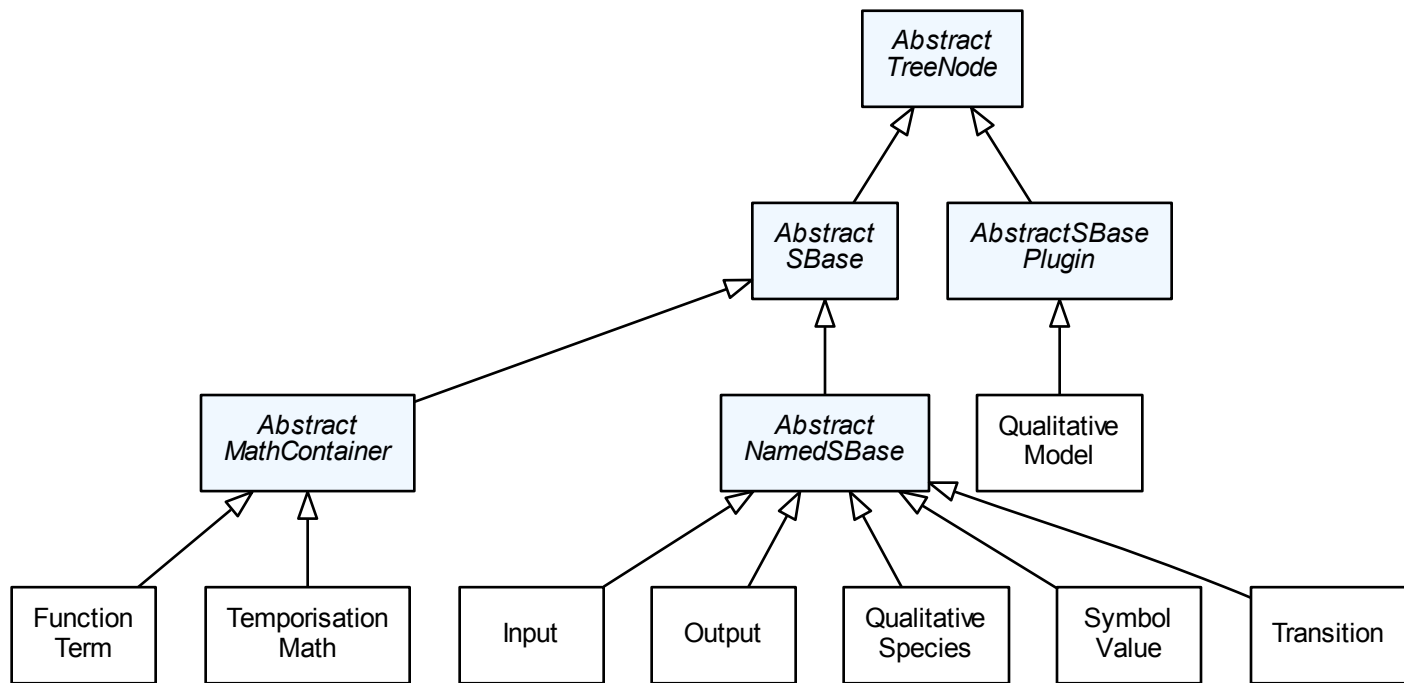 Abstract
TreeNode
Abstract
SBase
AbstractSBase
Plugin
Abstract
MathContainer
Abstract
NamedSBase
Qualitative
Model
Function
Term
Temporisation
Math
Input
Output
Qualitative
Species
Symbol
Value
Transition